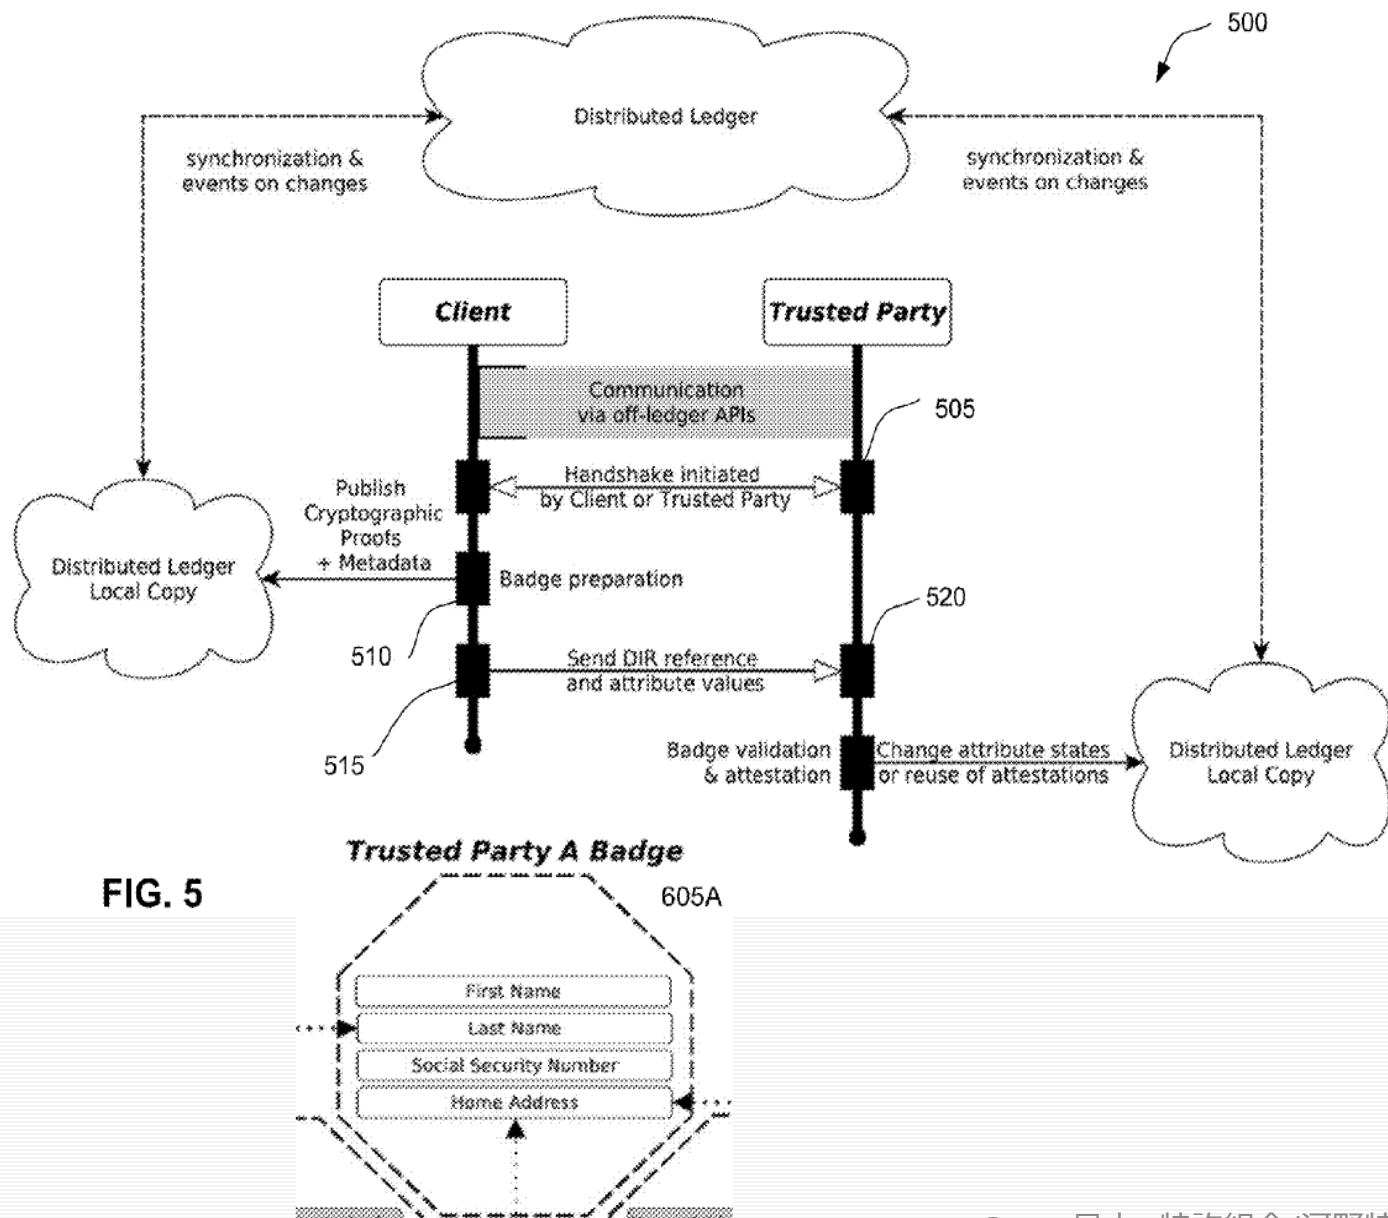 500
Distributed Ledger
synchronization &
events on changes
synchronization &
events on changes
Client
Trusted Party
Communication
via off-ledger APIs
505
Handshake initiated
by Client or Trusted Party
Publish
Cryptographic
Proofs
+ Metadata
Distributed Ledger
Local Copy
Badge preparation
510
520
Send DIR reference
and attribute values
515
Badge validation
& attestation
Change attribute states
or reuse of attestations
Distributed Ledger
Local Copy
Trusted Party A Badge
FIG. 5
605A
First Name
Last Name
Social Security Number
Home Address